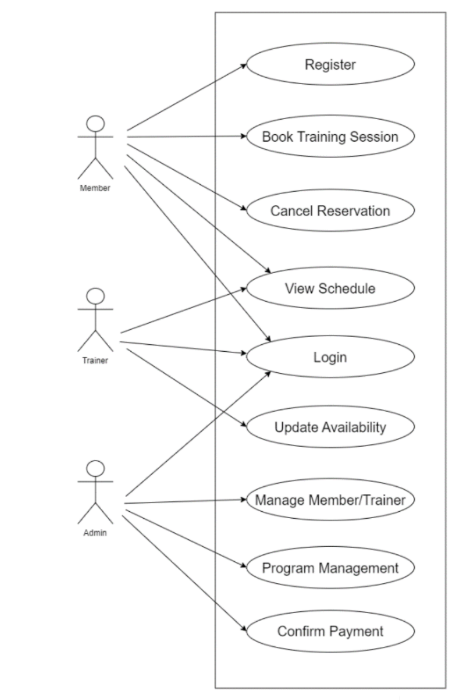 Register
Book Training Session
Member
Cancel Reservation
View Schedule
Trainer
Login
Update Availability
Admin
Manage Member/Trainer
Program Management
Confirm Payment